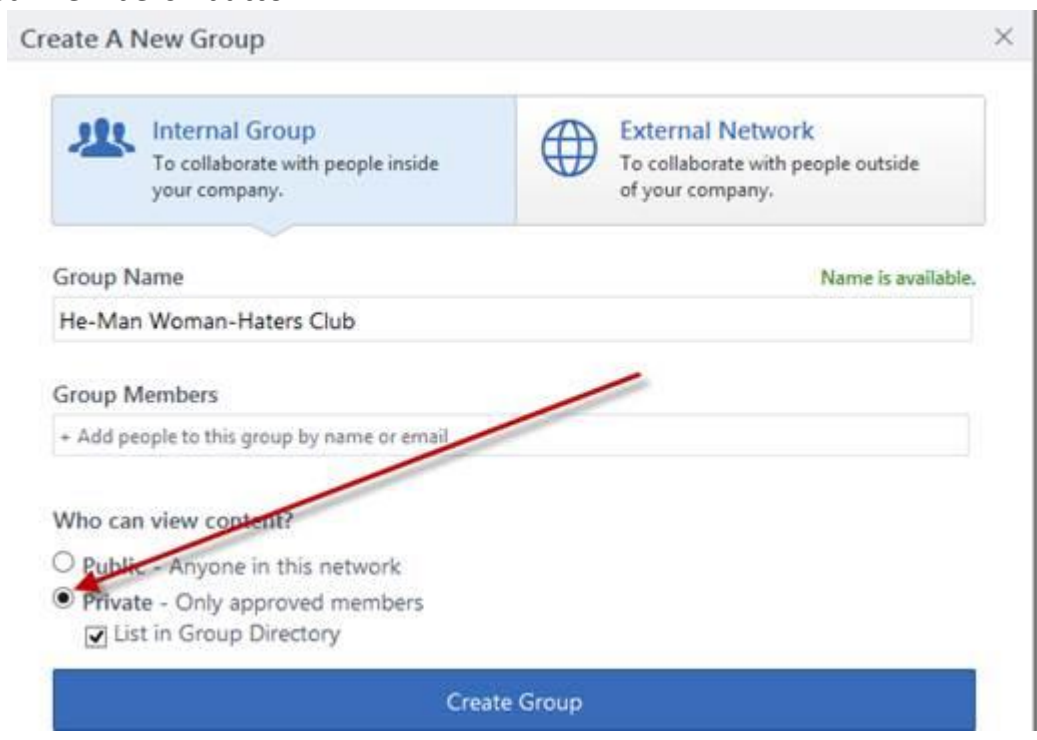 Create A New Group
Internal Group
To collaborate with people inside
your company.
External Network
To collaborate with people outside
of your company.
Group Name
Name is available.
He-Man Woman-Haters Club
Group Members
+ Add people to this group by name or email
Who can view content?
Public - Anyone in this network
Private - Only approved members
List in Group Directory
Create Group